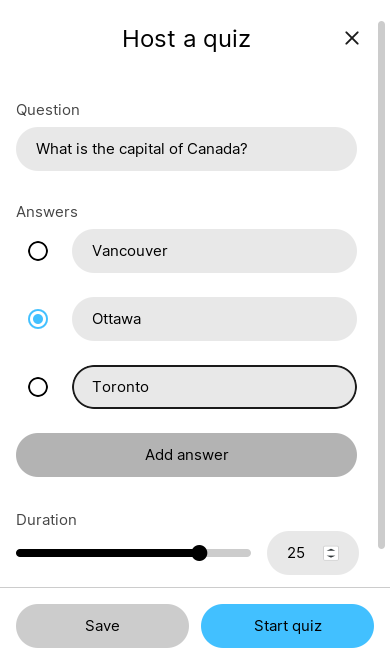 Host a quiz
Question
What is the capital of Canada?
Answers
Vancouver
Ottawa
Toronto
Add answer
Duration
25
Save
Start quiz